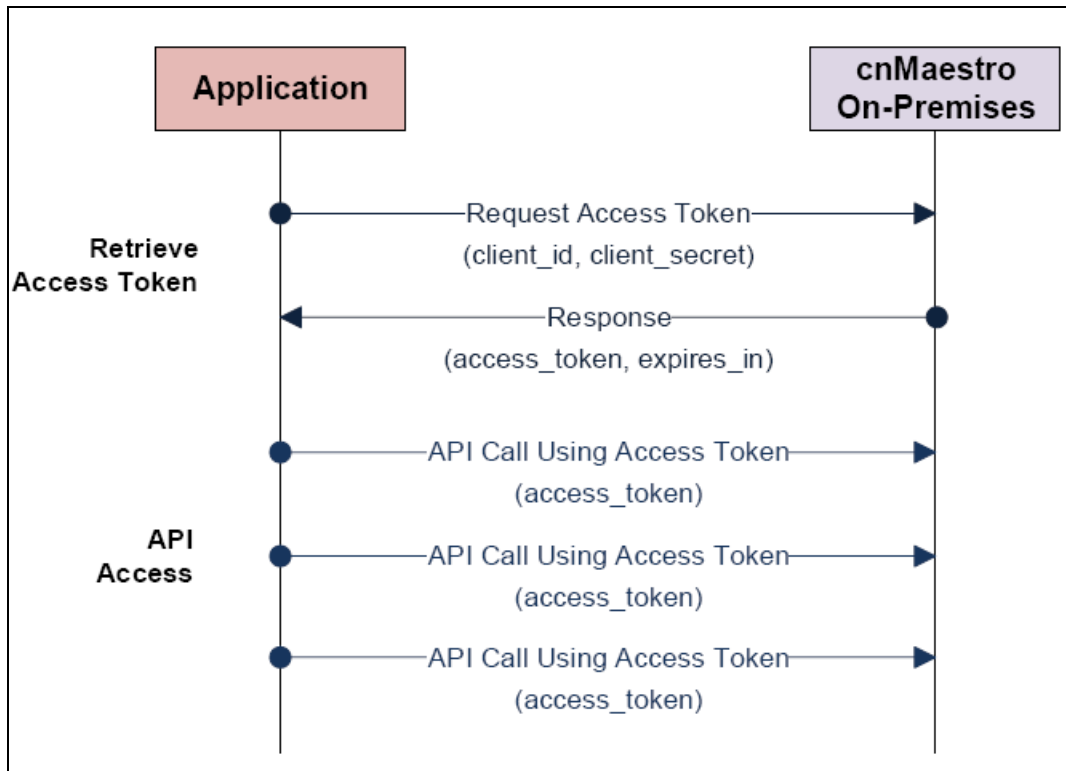 Application
cnMaestro
On-Premises
Retrieve
Access Token
Request Access Token
(client_id, client_secret)
Response
(access_token, expires_in)
API
Access
API Call Using Access Token
(access_token)
API Call Using Access Token
(access_token)
API Call Using Access Token
(access_token)